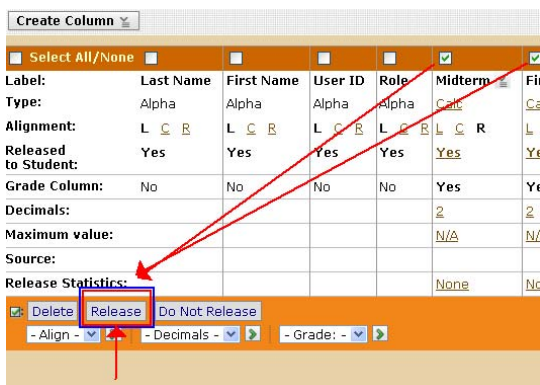 Create Column
Select All/None
Label: Last Name First Name User ID Role Midterm Fi
Type: Alpha Alpha Alpha Alpha Calc Ca
Alignment: L C R L C R L C R L C R L C R L
Released
to Student: Yes Yes Yes Yes Yes Ye
Grade Column: No No No No Yes Ye
Decimals: 2 2
Maximum value: N/A N/
Source:
Release Statistics: None No
Delete Release Do Not Release
- Align - - Decimals - - Grade: -